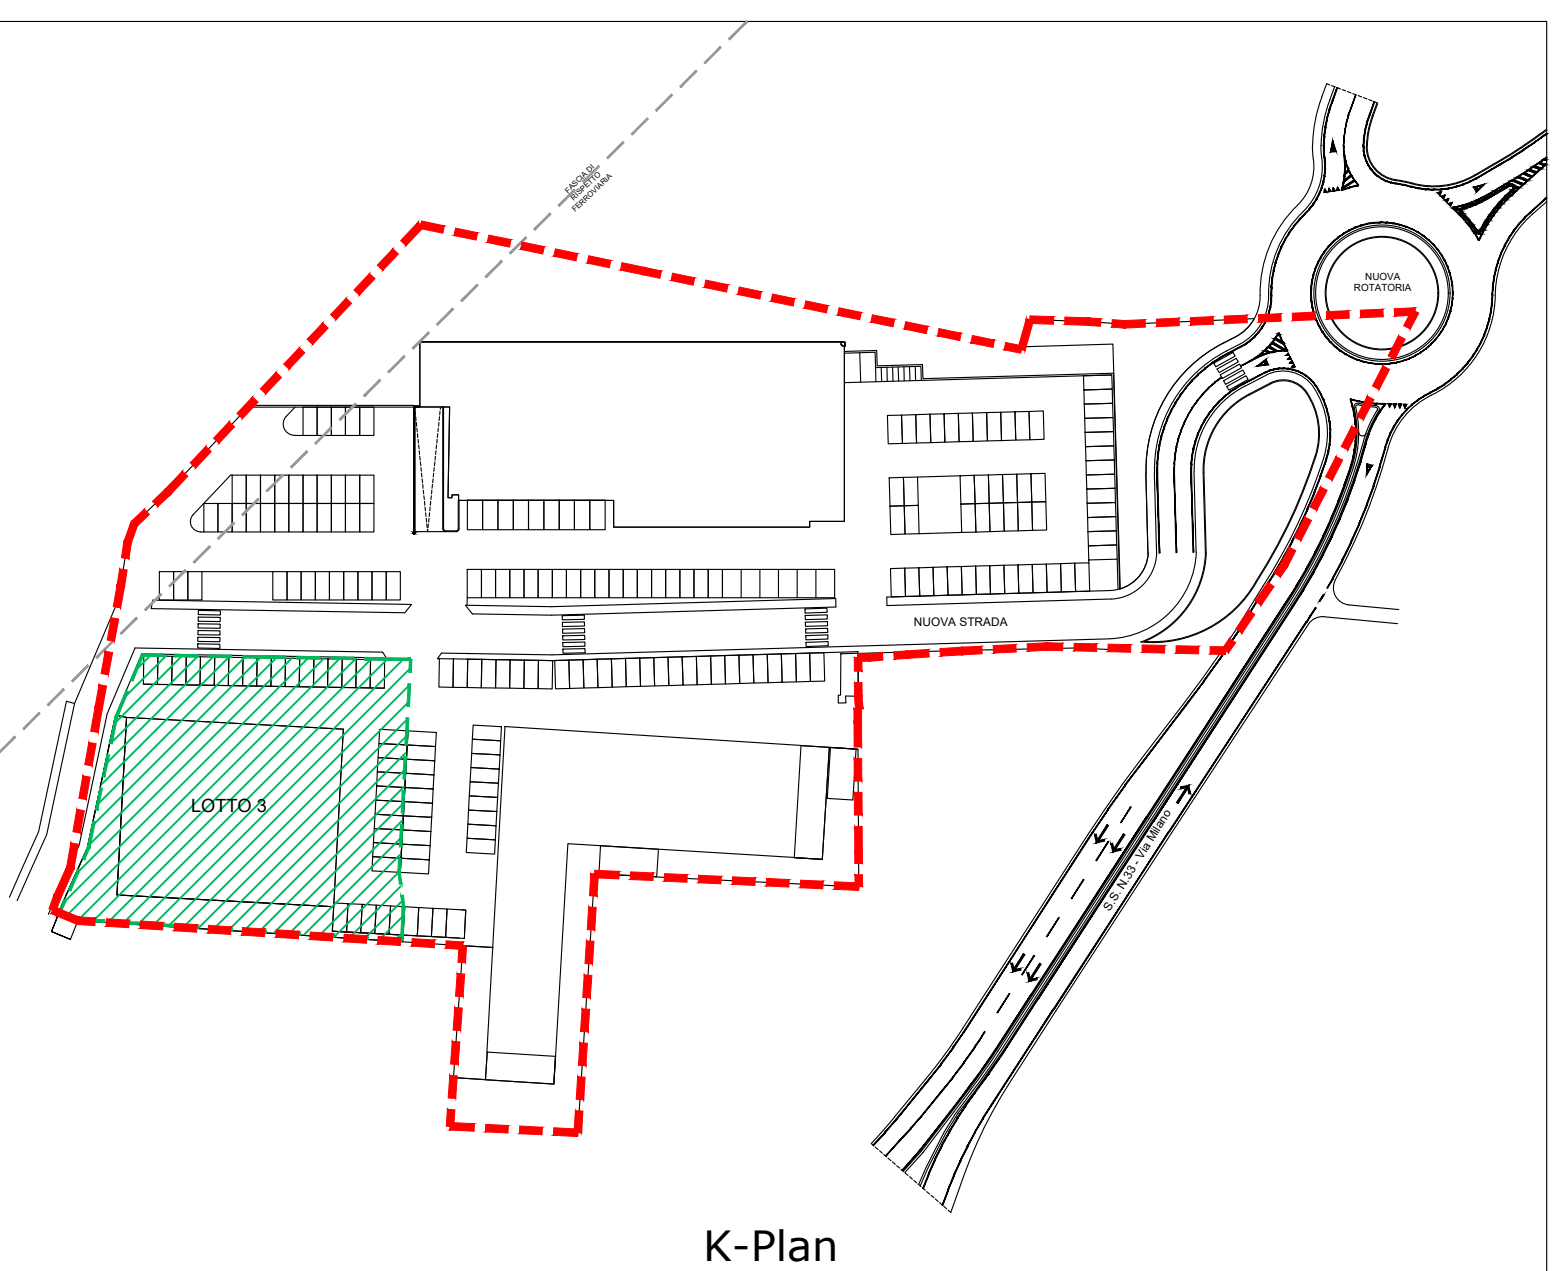 FASCIA DI
RISPETTO
FERROVIARIA
NUOVA
ROTATORIA
NUOVA STRADA
LOTTO 3
S.S. N.33 - Via Milano
K-Plan